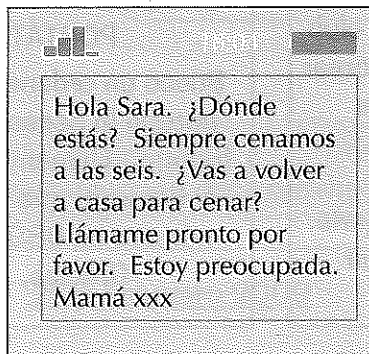 Hola Sara. ¿Dónde
estás? Siempre cenamos
a las seis. ¿Vas a volver
a casa para cenar?
Llámame pronto por
favor. Estoy preocupada.
Mamá xxx